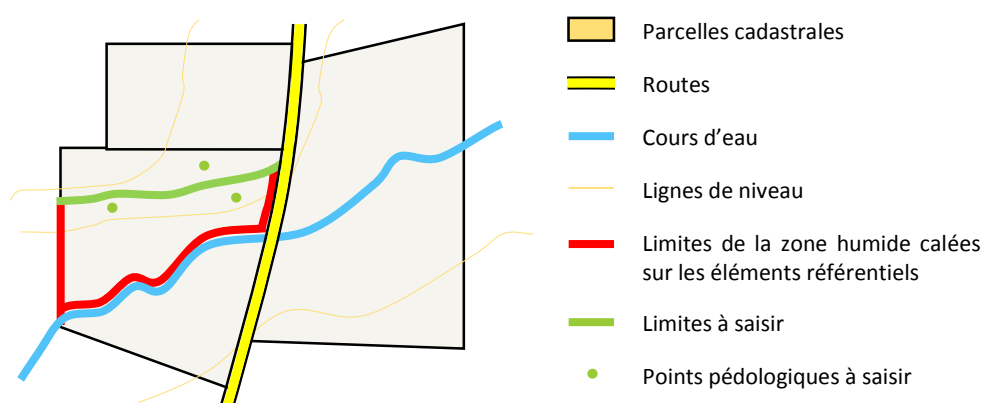 Parcelles cadastrales
Routes
Cours d’eau
Lignes de niveau
Limites de la zone humide calées
sur les éléments référentiels
Limites à saisir
Points pédologiques à saisir